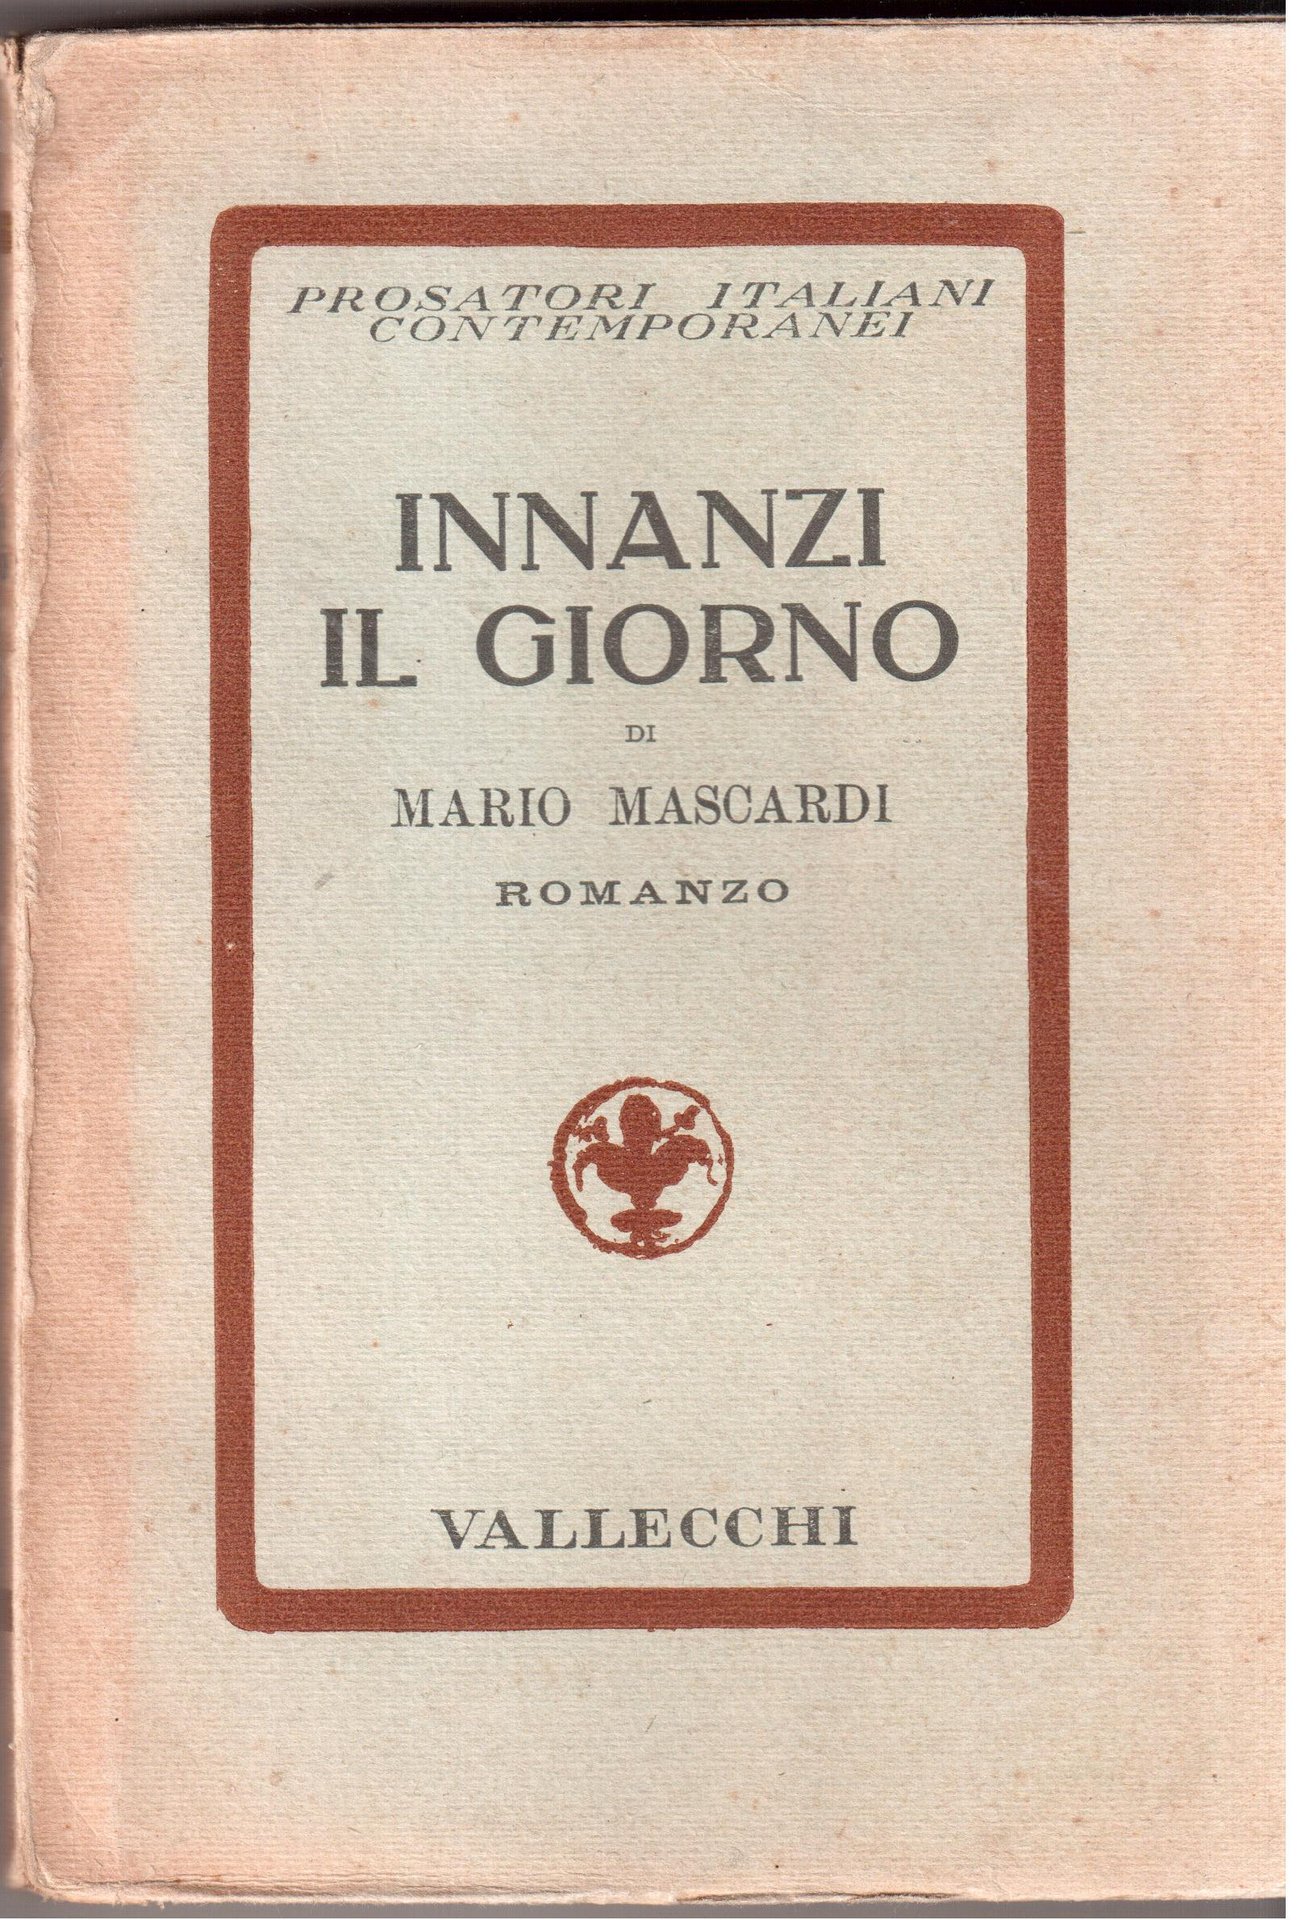 PROSATORI ITALIANI
CONTEMPORANEI
INNANZI
IL GIORNO
DI
MARIO MASCARDI
ROMANZO
VALLECCHI